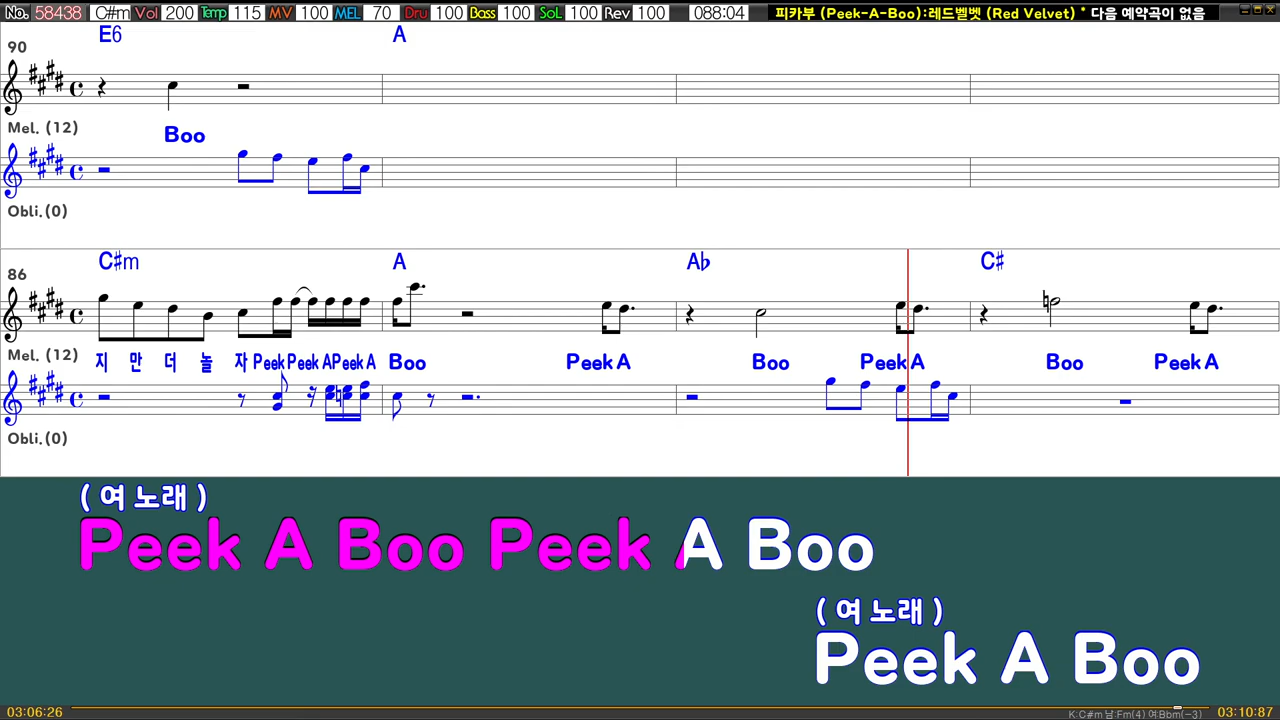 No. 58438 C#m Vol 200 Temp 115 MV 100 MEL 70 Dru 100 Bass 100 SoL 100 Rev 100 088:04 피카부 (Peek-A-Boo):레드벨벳 (Red Velvet) * 다음 예약곡이 없음
E6 A
90
Mel. (12)
Boo
Obli.(0)
C♯m A A♭ C♯
86
Mel. (12)
지 만 더 놀 자 Peek Peek A Peek A Boo Peek A Boo Peek A Boo Peek A
Obli.(0)
( 여 노래 )
Peek A Boo Peek A Boo
( 여 노래 )
Peek A Boo
03:06:26 K:C#m 남:Fm(4) 여:Bbm(-3) 03:10:87